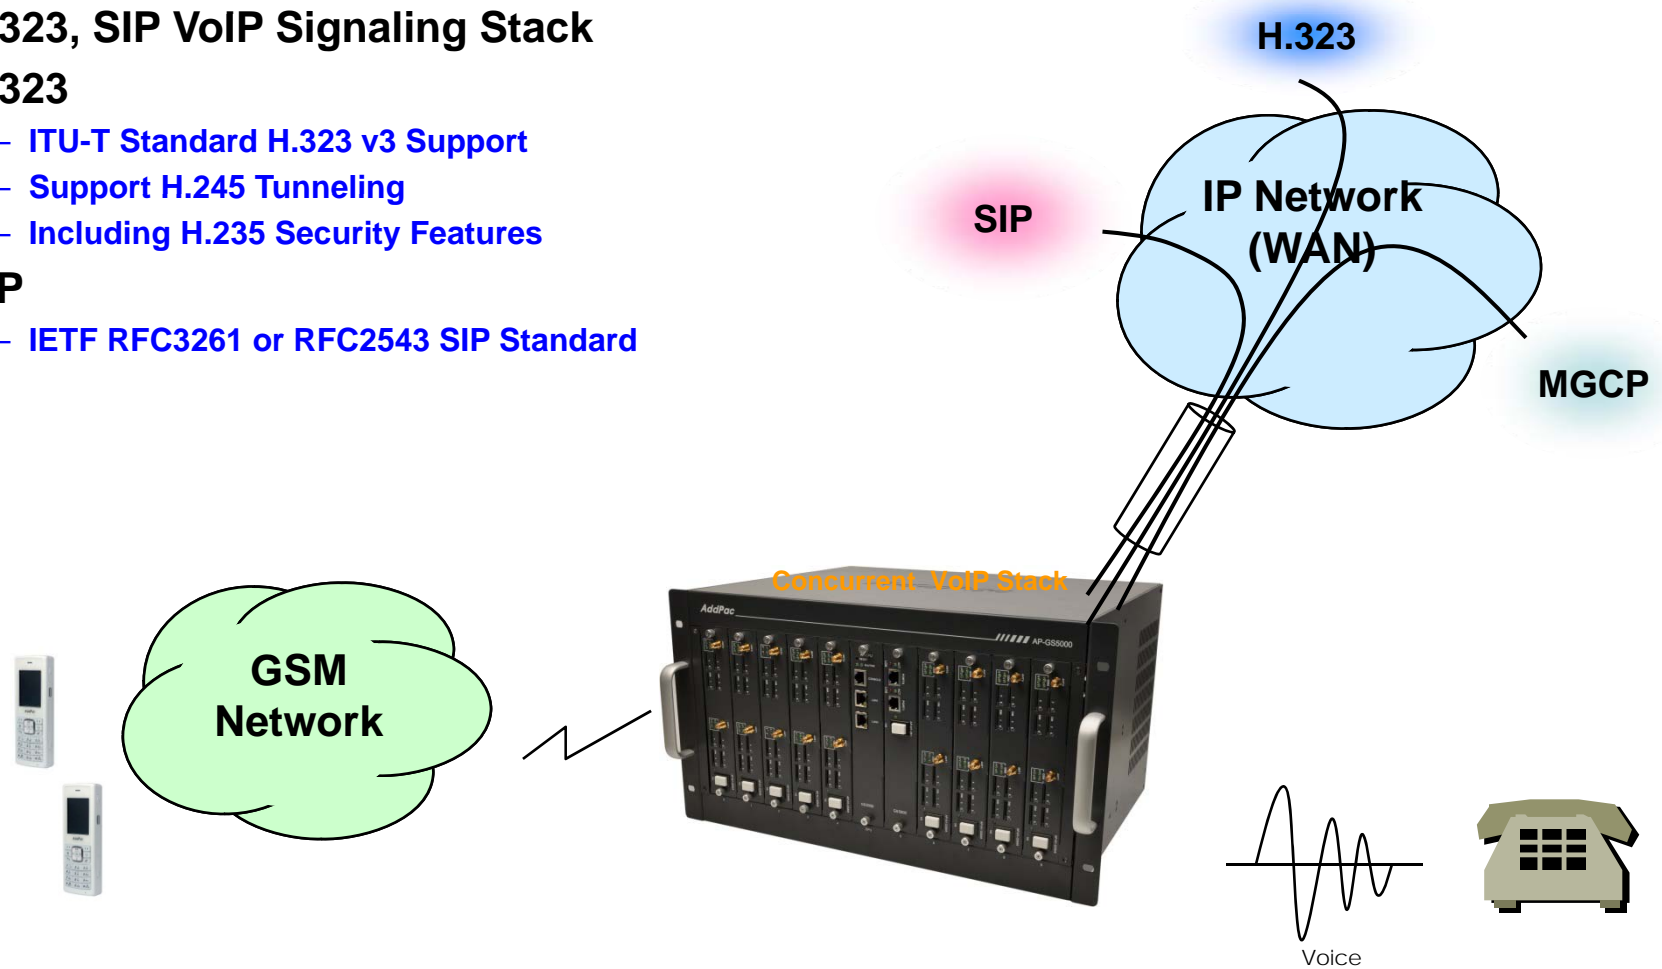 323, SIP VoIP Signaling Stack
323
– ITU-T Standard H.323 v3 Support
– Support H.245 Tunneling
– Including H.235 Security Features
P
– IETF RFC3261 or RFC2543 SIP Standard
H.323
SIP
IP Network
(WAN)
MGCP
Concurrent VoIP Stack
AddPac
AP-GS5000
GSM
Network
Voice